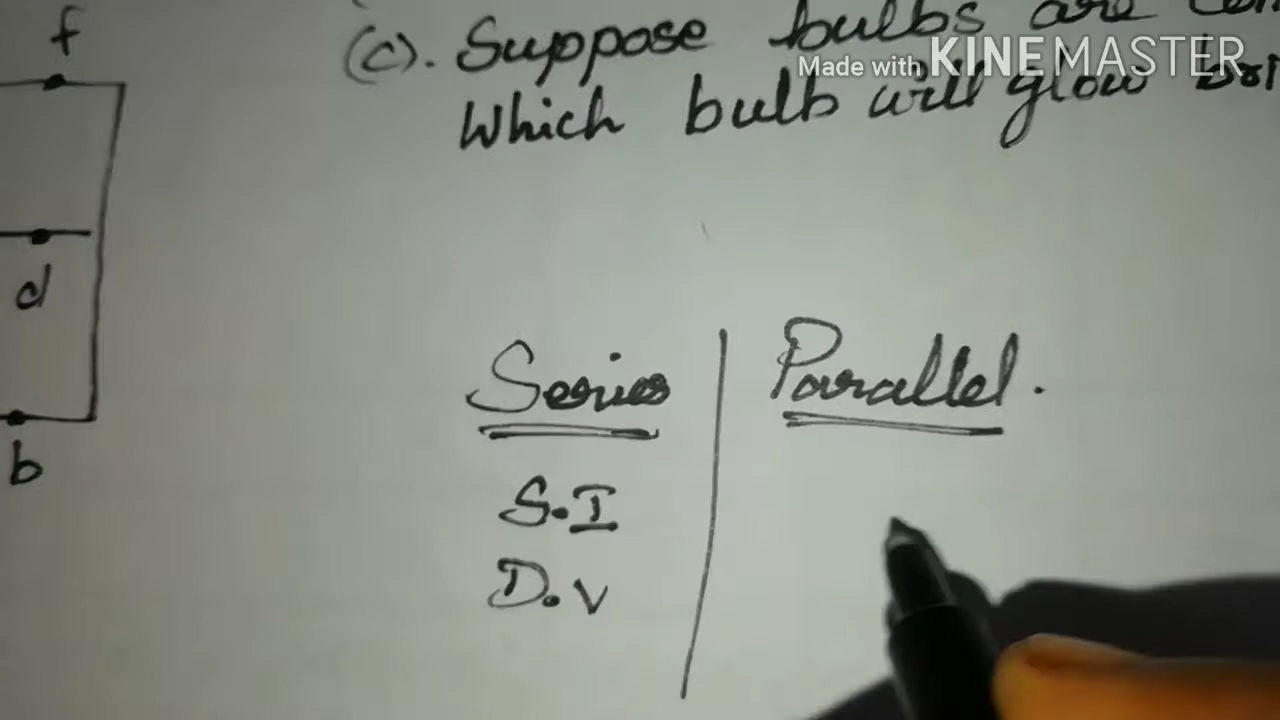 f
(c). Suppose bulbs are
Made with KINEMASTER
Which bulb will glow
d
b
Series
Parallel.
S.I
D.V